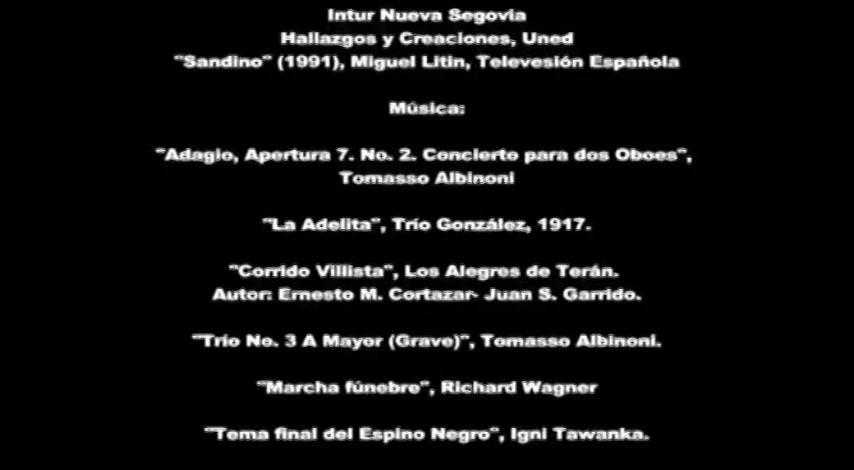 Intur Nueva Segovia
Hallazgos y Creaciones, Uned
"Sandino" (1991), Miguel Litin, Televesión Española
Música:
"Adagio, Apertura 7. No. 2. Concierto para dos Oboes",
Tomasso Albinoni
"La Adelita", Trío González, 1917.
"Corrido Villista", Los Alegres de Terán.
Autor: Ernesto M. Cortazar- Juan S. Garrido.
"Trío No. 3 A Mayor (Grave)", Tomasso Albinoni.
"Marcha fúnebre", Richard Wagner
"Tema final del Espino Negro", Igni Tawanka.